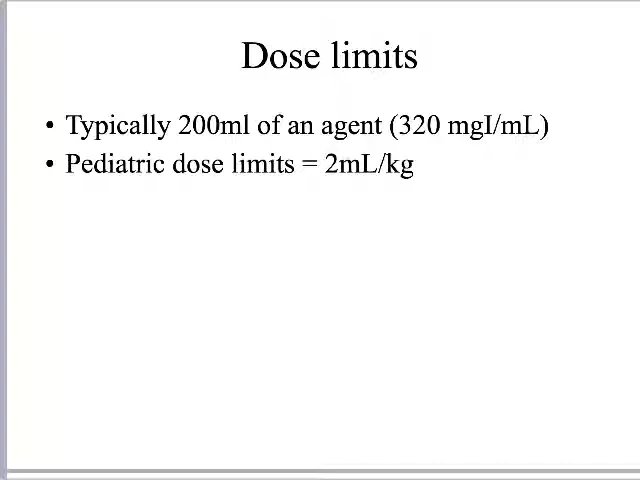 Dose limits
• Typically 200ml of an agent (320 mgI/mL)
• Pediatric dose limits = 2mL/kg